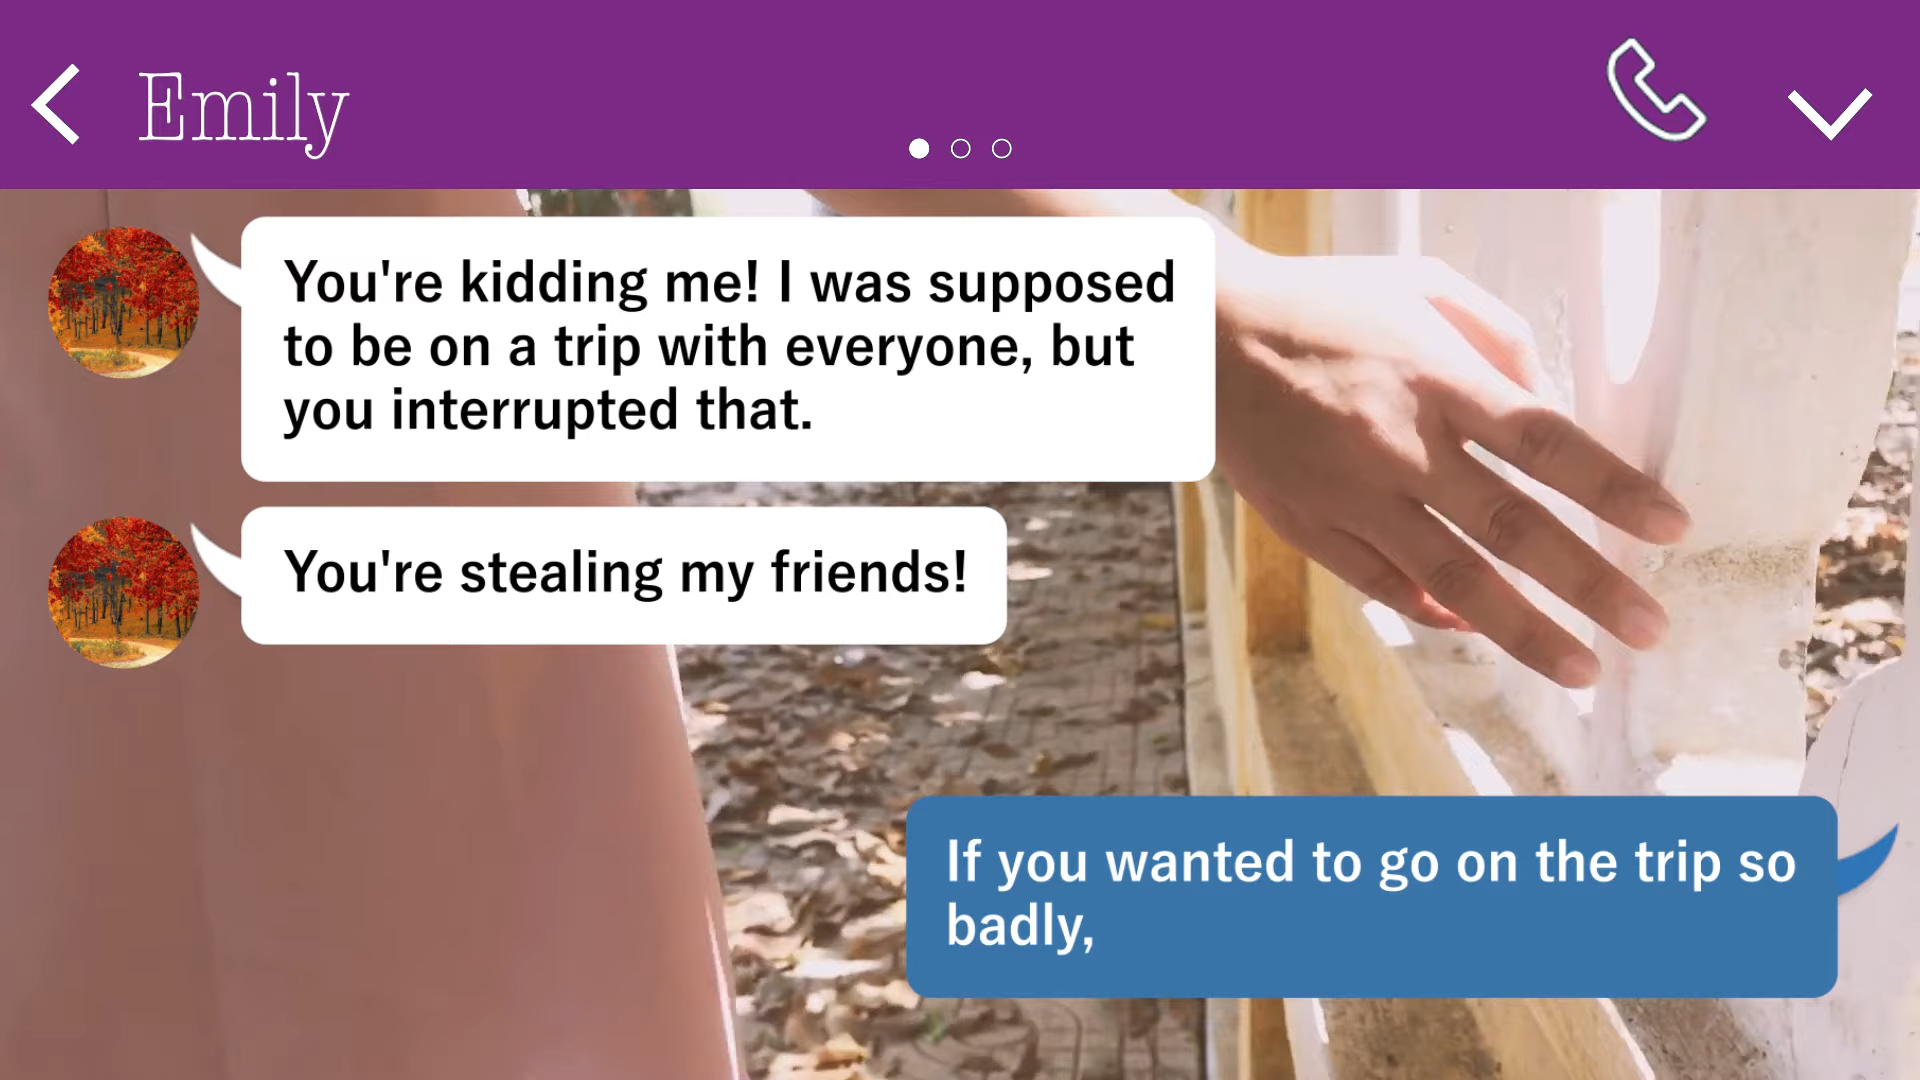 Emily
You're kidding me! I was supposed
to be on a trip with everyone, but
you interrupted that.
You're stealing my friends!
If you wanted to go on the trip so
badly,